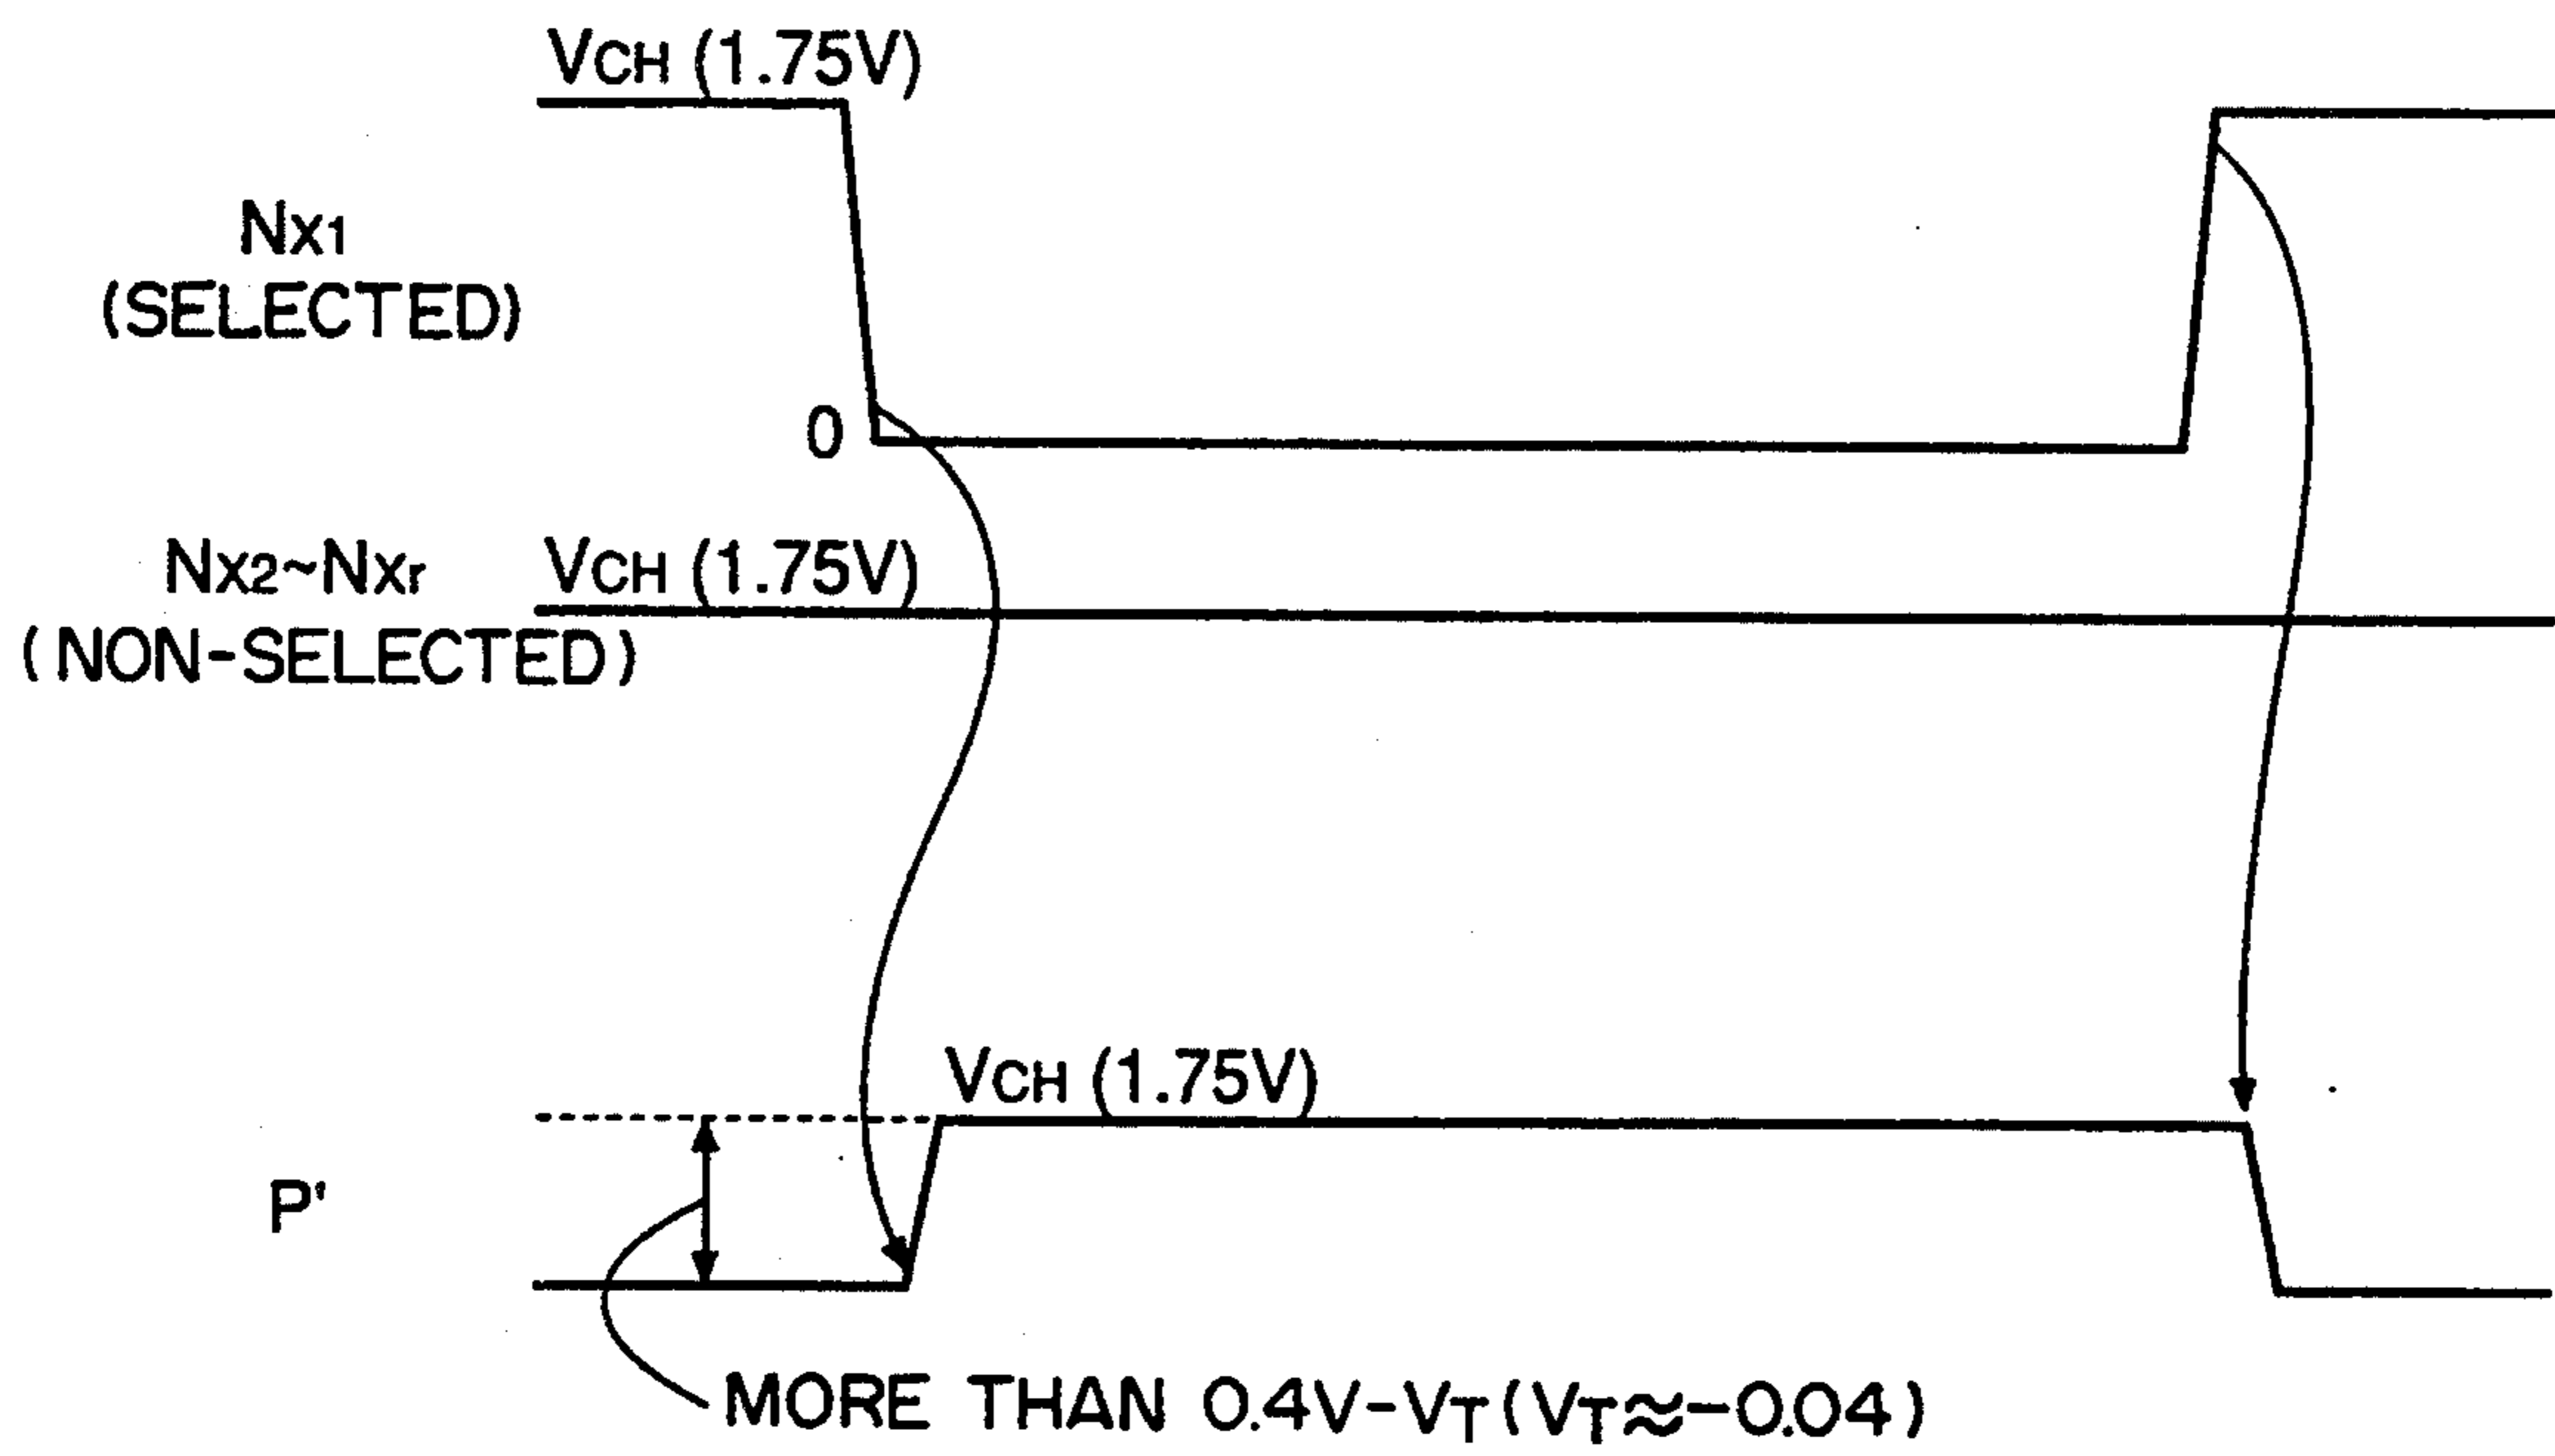 VCH (1.75V)
NX1
(SELECTED)
0
NX2~NXr
VCH (1.75V)
(NON-SELECTED)
VCH (1.75V)
P'
MORE THAN 0.4V-VT(VT≈-0.04)